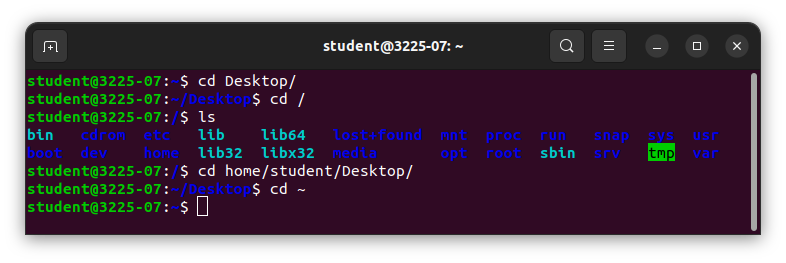 student@3225-07: ~
student@3225-07:~$ cd Desktop/
student@3225-07:~/Desktop$ cd /
student@3225-07:/$ ls
bin cdrom etc lib lib64 lost+found mnt proc run snap sys usr
boot dev home lib32 libx32 media opt root sbin srv tmp var
student@3225-07:/$ cd home/student/Desktop/
student@3225-07:~/Desktop$ cd ~
student@3225-07:~$